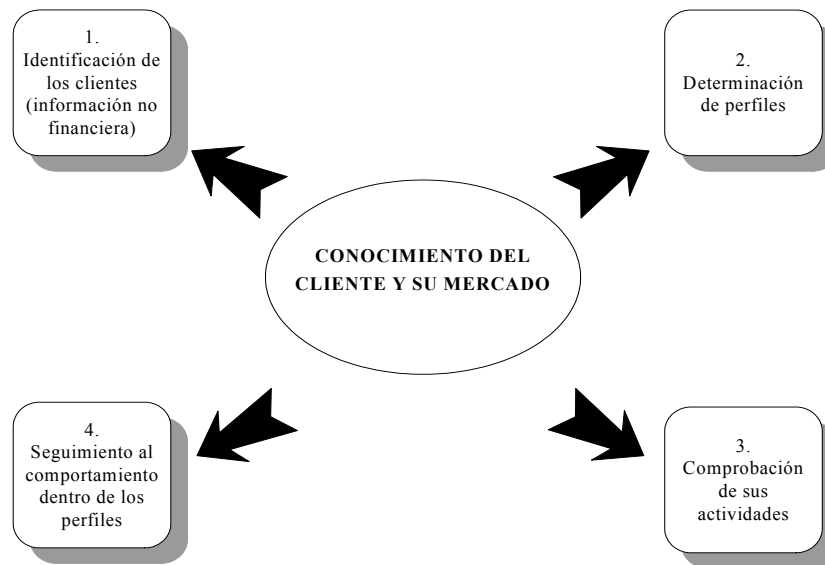 1.
Identificación de
los clientes
(información no
financiera)
2.
Determinación
de perfiles
CONOCIMIENTO DEL
CLIENTE Y SU MERCADO
4.
Seguimiento al
comportamiento
dentro de los
perfiles
3.
Comprobación
de sus
actividades